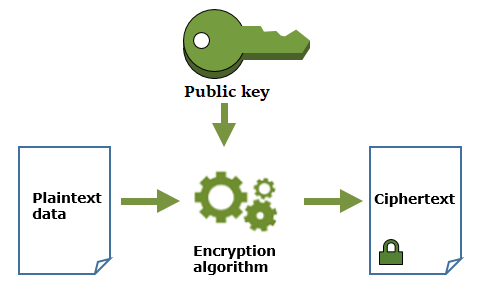 Public key
Plaintext
data
Encryption
algorithm
Ciphertext